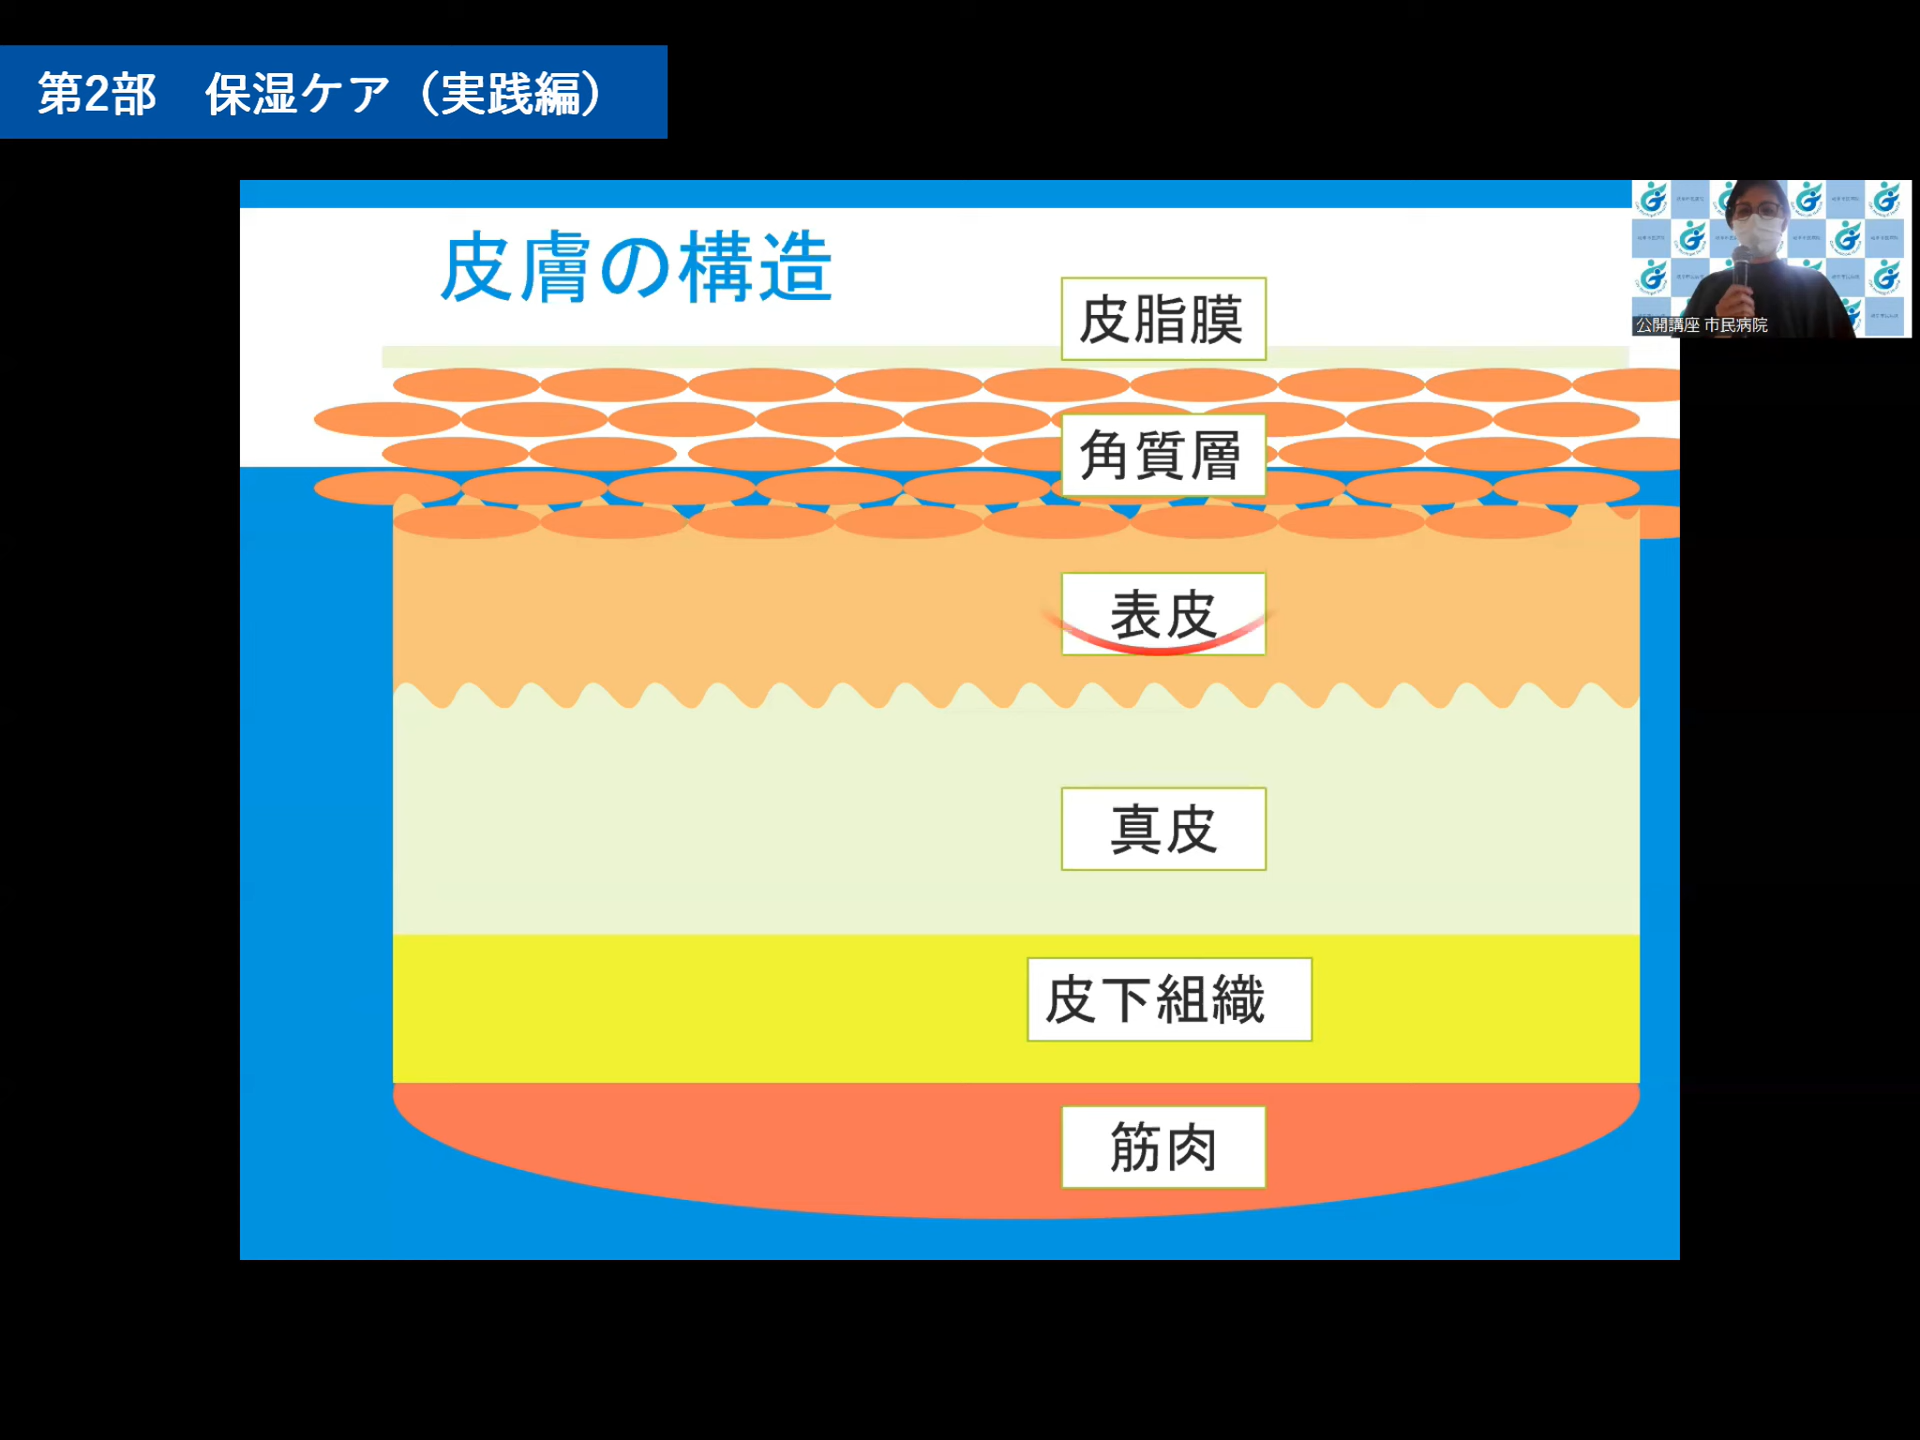 第2部　保湿ケア（実践編）
皮膚の構造
公開講座 市民病院
皮脂膜
角質層
表皮
真皮
皮下組織
筋肉